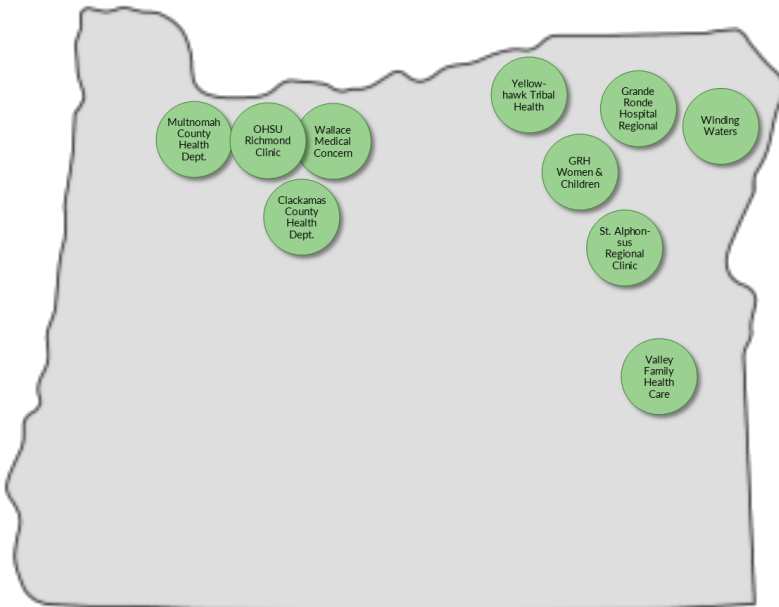 Yellow-
hawk Tribal
Health
Grande
Ronde
Hospital
Regional
Winding
Waters
Multnomah
County
Health
Dept.
OHSU
Richmond
Clinic
Wallace
Medical
Concern
GRH
Women &
Children
Clackamas
County
Health
Dept.
St. Alphon-
sus
Regional
Clinic
Valley
Family
Health
Care